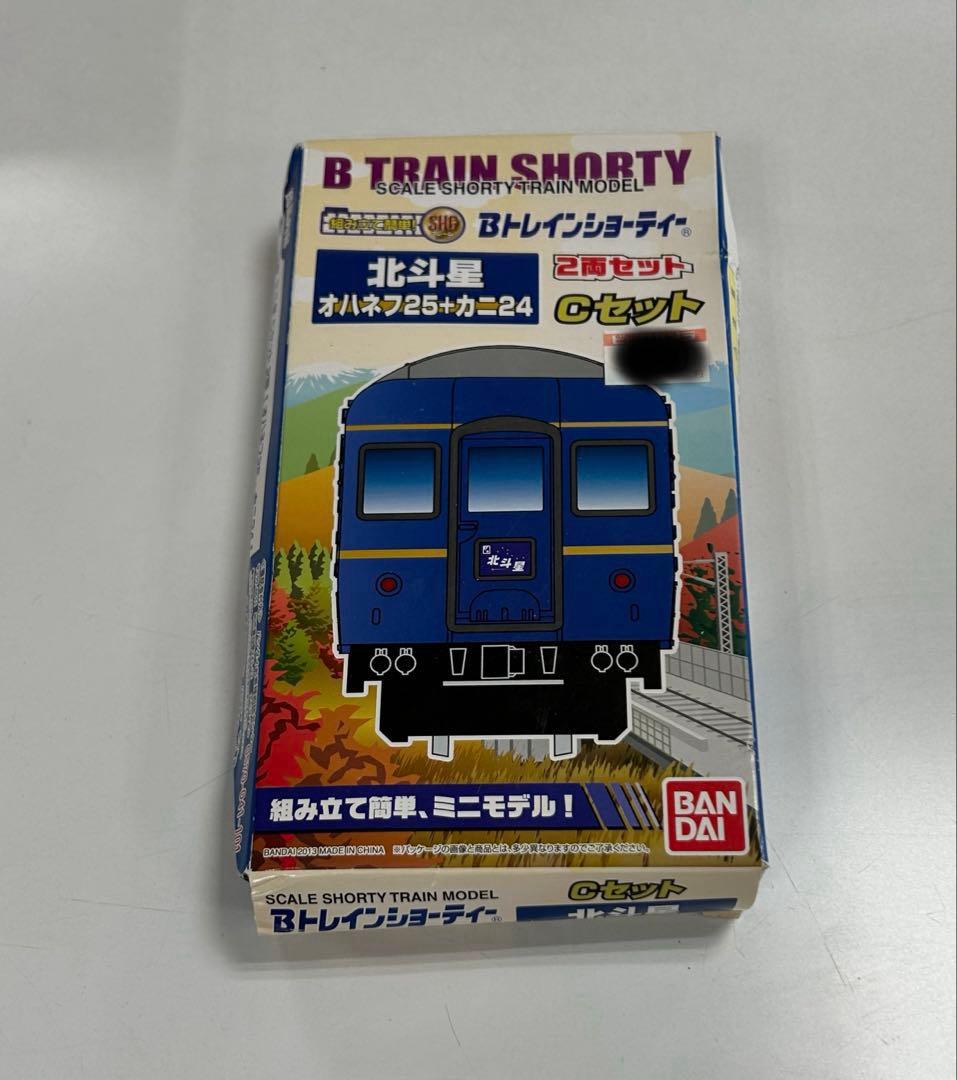 B TRAIN SHORTY
SCALE SHORTY TRAIN MODEL
組み立て簡単! SHG Bトレインショーティー®
北斗星
オハネフ25+カニ24
2両セット
Cセット
北斗星
組み立て簡単、ミニモデル!
BAN
DAI
BANDAI 2013 MADE IN CHINA ※パッケージの画像と商品とは、多少異なりますのでご了承ください。
SCALE SHORTY TRAIN MODEL
Cセット
Bトレインショーティー®
北斗星